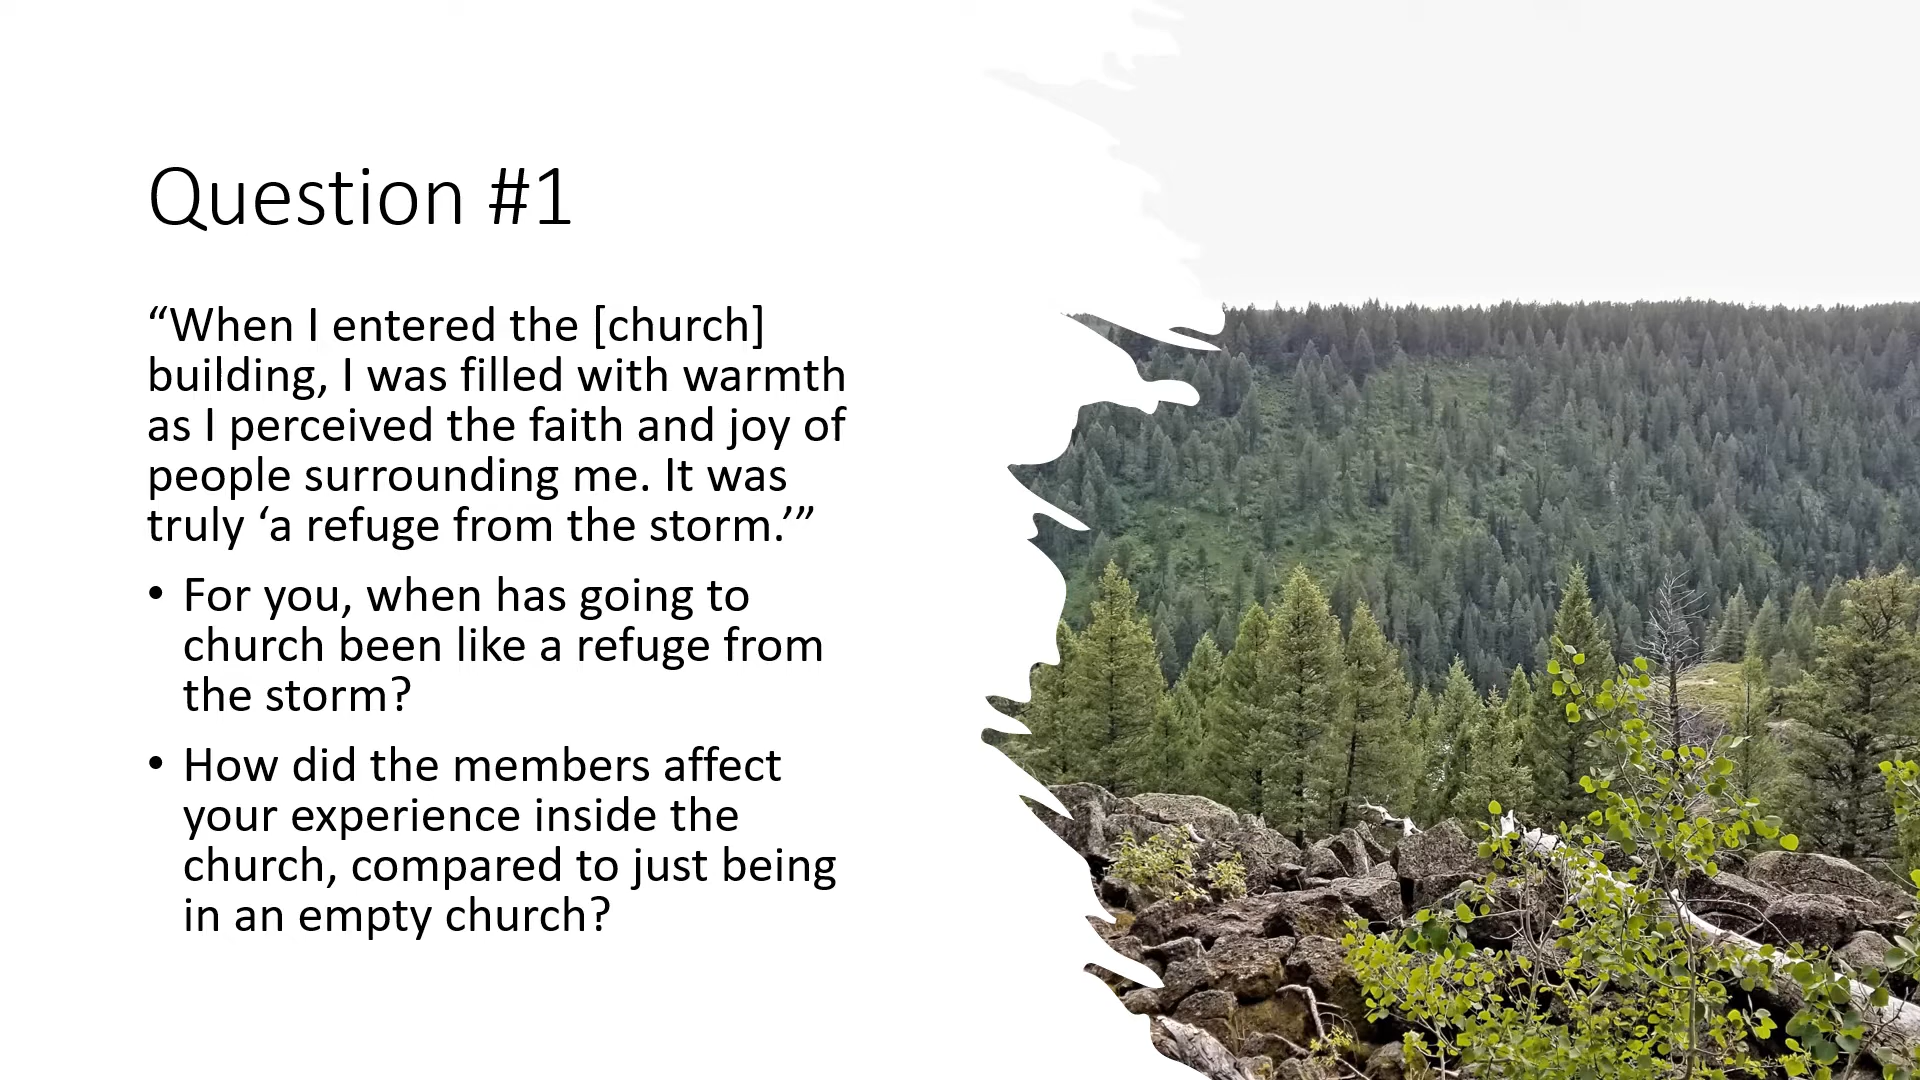 Question #1
“When I entered the [church]
building, I was filled with warmth
as I perceived the faith and joy of
people surrounding me. It was
truly ‘a refuge from the storm.’”
• For you, when has going to
church been like a refuge from
the storm?
• How did the members affect
your experience inside the
church, compared to just being
in an empty church?